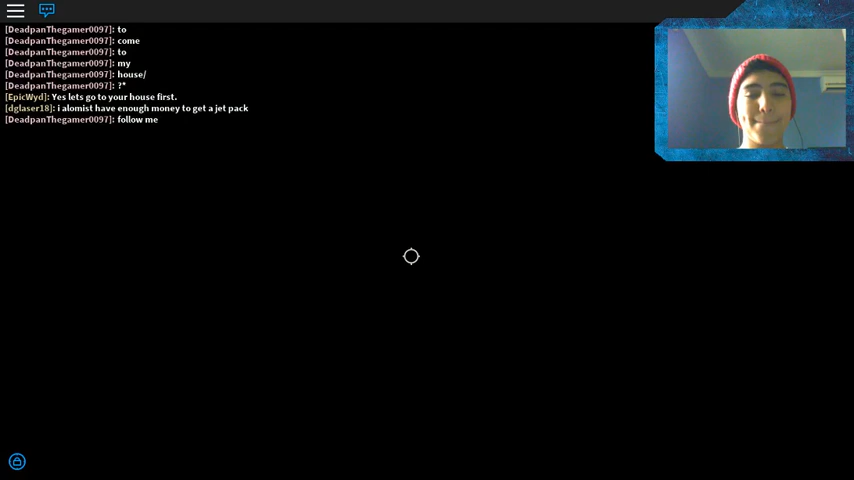 [DeadpanThegamer0097]: to
[DeadpanThegamer0097]: come
[DeadpanThegamer0097]: to
[DeadpanThegamer0097]: my
[DeadpanThegamer0097]: house/
[DeadpanThegamer0097]: ?*
[EpicWyd]: Yes lets go to your house first.
[dglaser18]: i alomist have enough money to get a jet pack
[DeadpanThegamer0097]: follow me